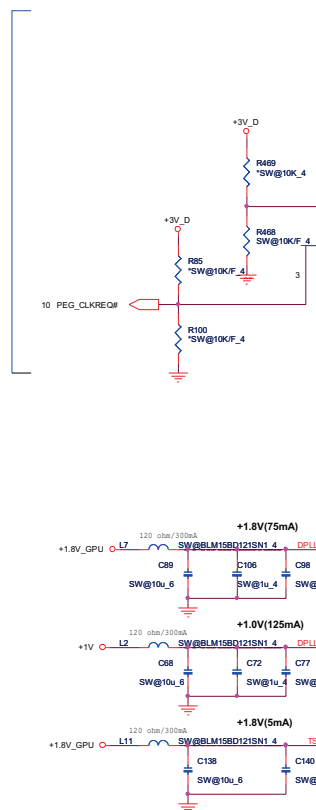 +3V_D
R469
*SW@10K_4
+3V_D
R468
SW@10K/F_4
R85
*SW@10K/F_4
3
10 PEG_CLKREQ#
R100
*SW@10K/F_4
+1.8V(75mA)
120 ohm/300mA
+1.8V_GPU L7 SW@BLM15BD121SN1_4
C89 C106 C98
SW@10u_6 SW@1u_4 SW@
+1.0V(125mA)
120 ohm/300mA
+1V L2 SW@BLM15BD121SN1_4
C68 C72 C77
SW@10u_6 SW@1u_4 SW@
+1.8V(5mA)
120 ohm/300mA
+1.8V_GPU L11 SW@BLM15BD121SN1_4
C138 C140
SW@10u_6 SW@